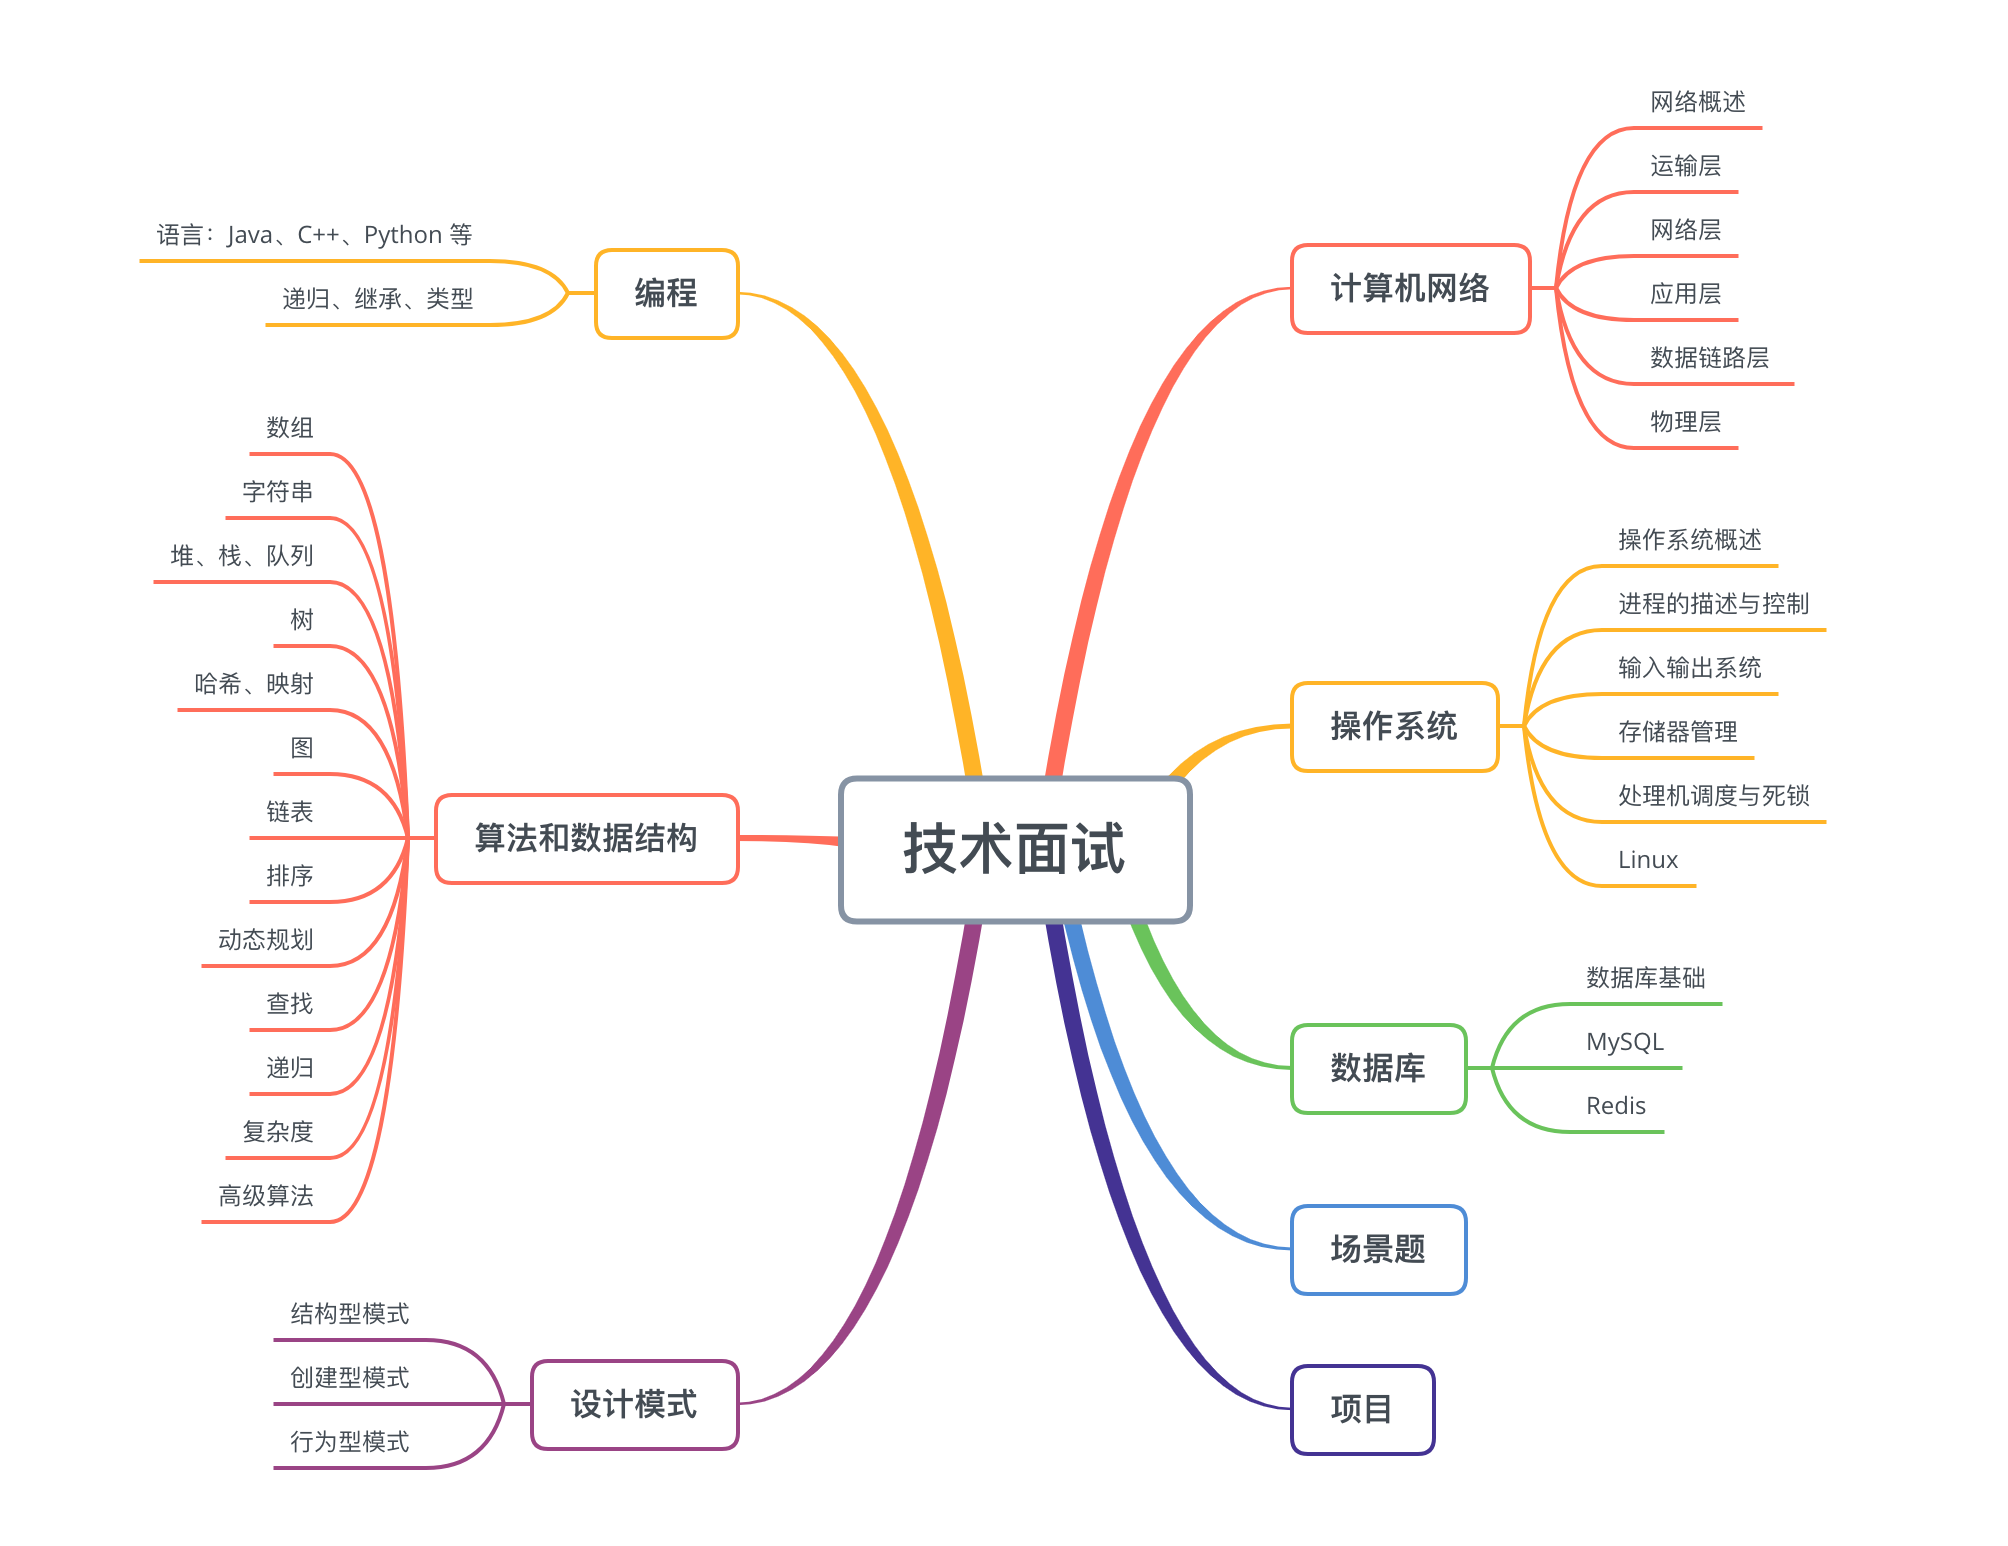 技术面试
编程
语言：Java、C++、Python 等
递归、继承、类型
算法和数据结构
数组
字符串
堆、栈、队列
树
哈希、映射
图
链表
排序
动态规划
查找
递归
复杂度
高级算法
设计模式
结构型模式
创建型模式
行为型模式
计算机网络
网络概述
运输层
网络层
应用层
数据链路层
物理层
操作系统
操作系统概述
进程的描述与控制
输入输出系统
存储器管理
处理机调度与死锁
Linux
数据库
数据库基础
MySQL
Redis
场景题
项目